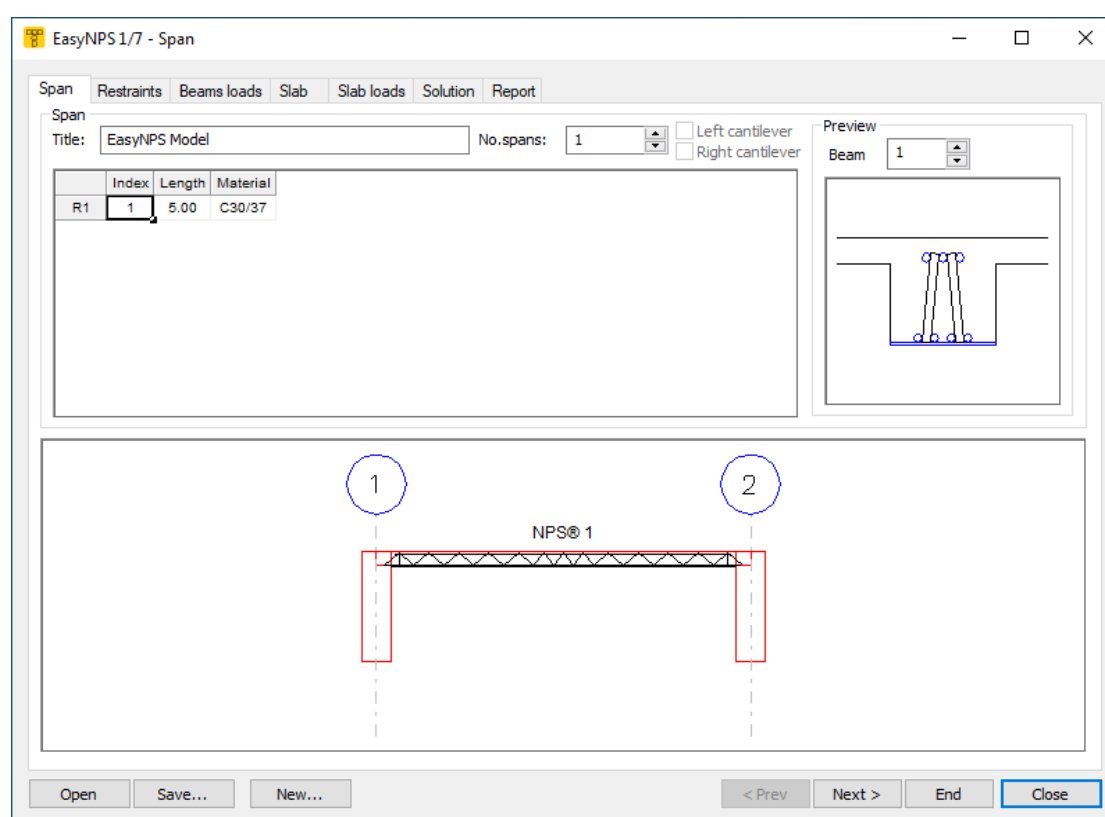 EasyNPS 1/7 - Span
Span Restraints Beams loads Slab Slab loads Solution Report
Span
Title: EasyNPS Model No.spans: 1 Left cantilever
Right cantilever
Preview
Beam 1
Index Length Material
R1 1 5.00 C30/37
1 2
NPS® 1
Open Save... New... < Prev Next > End Close